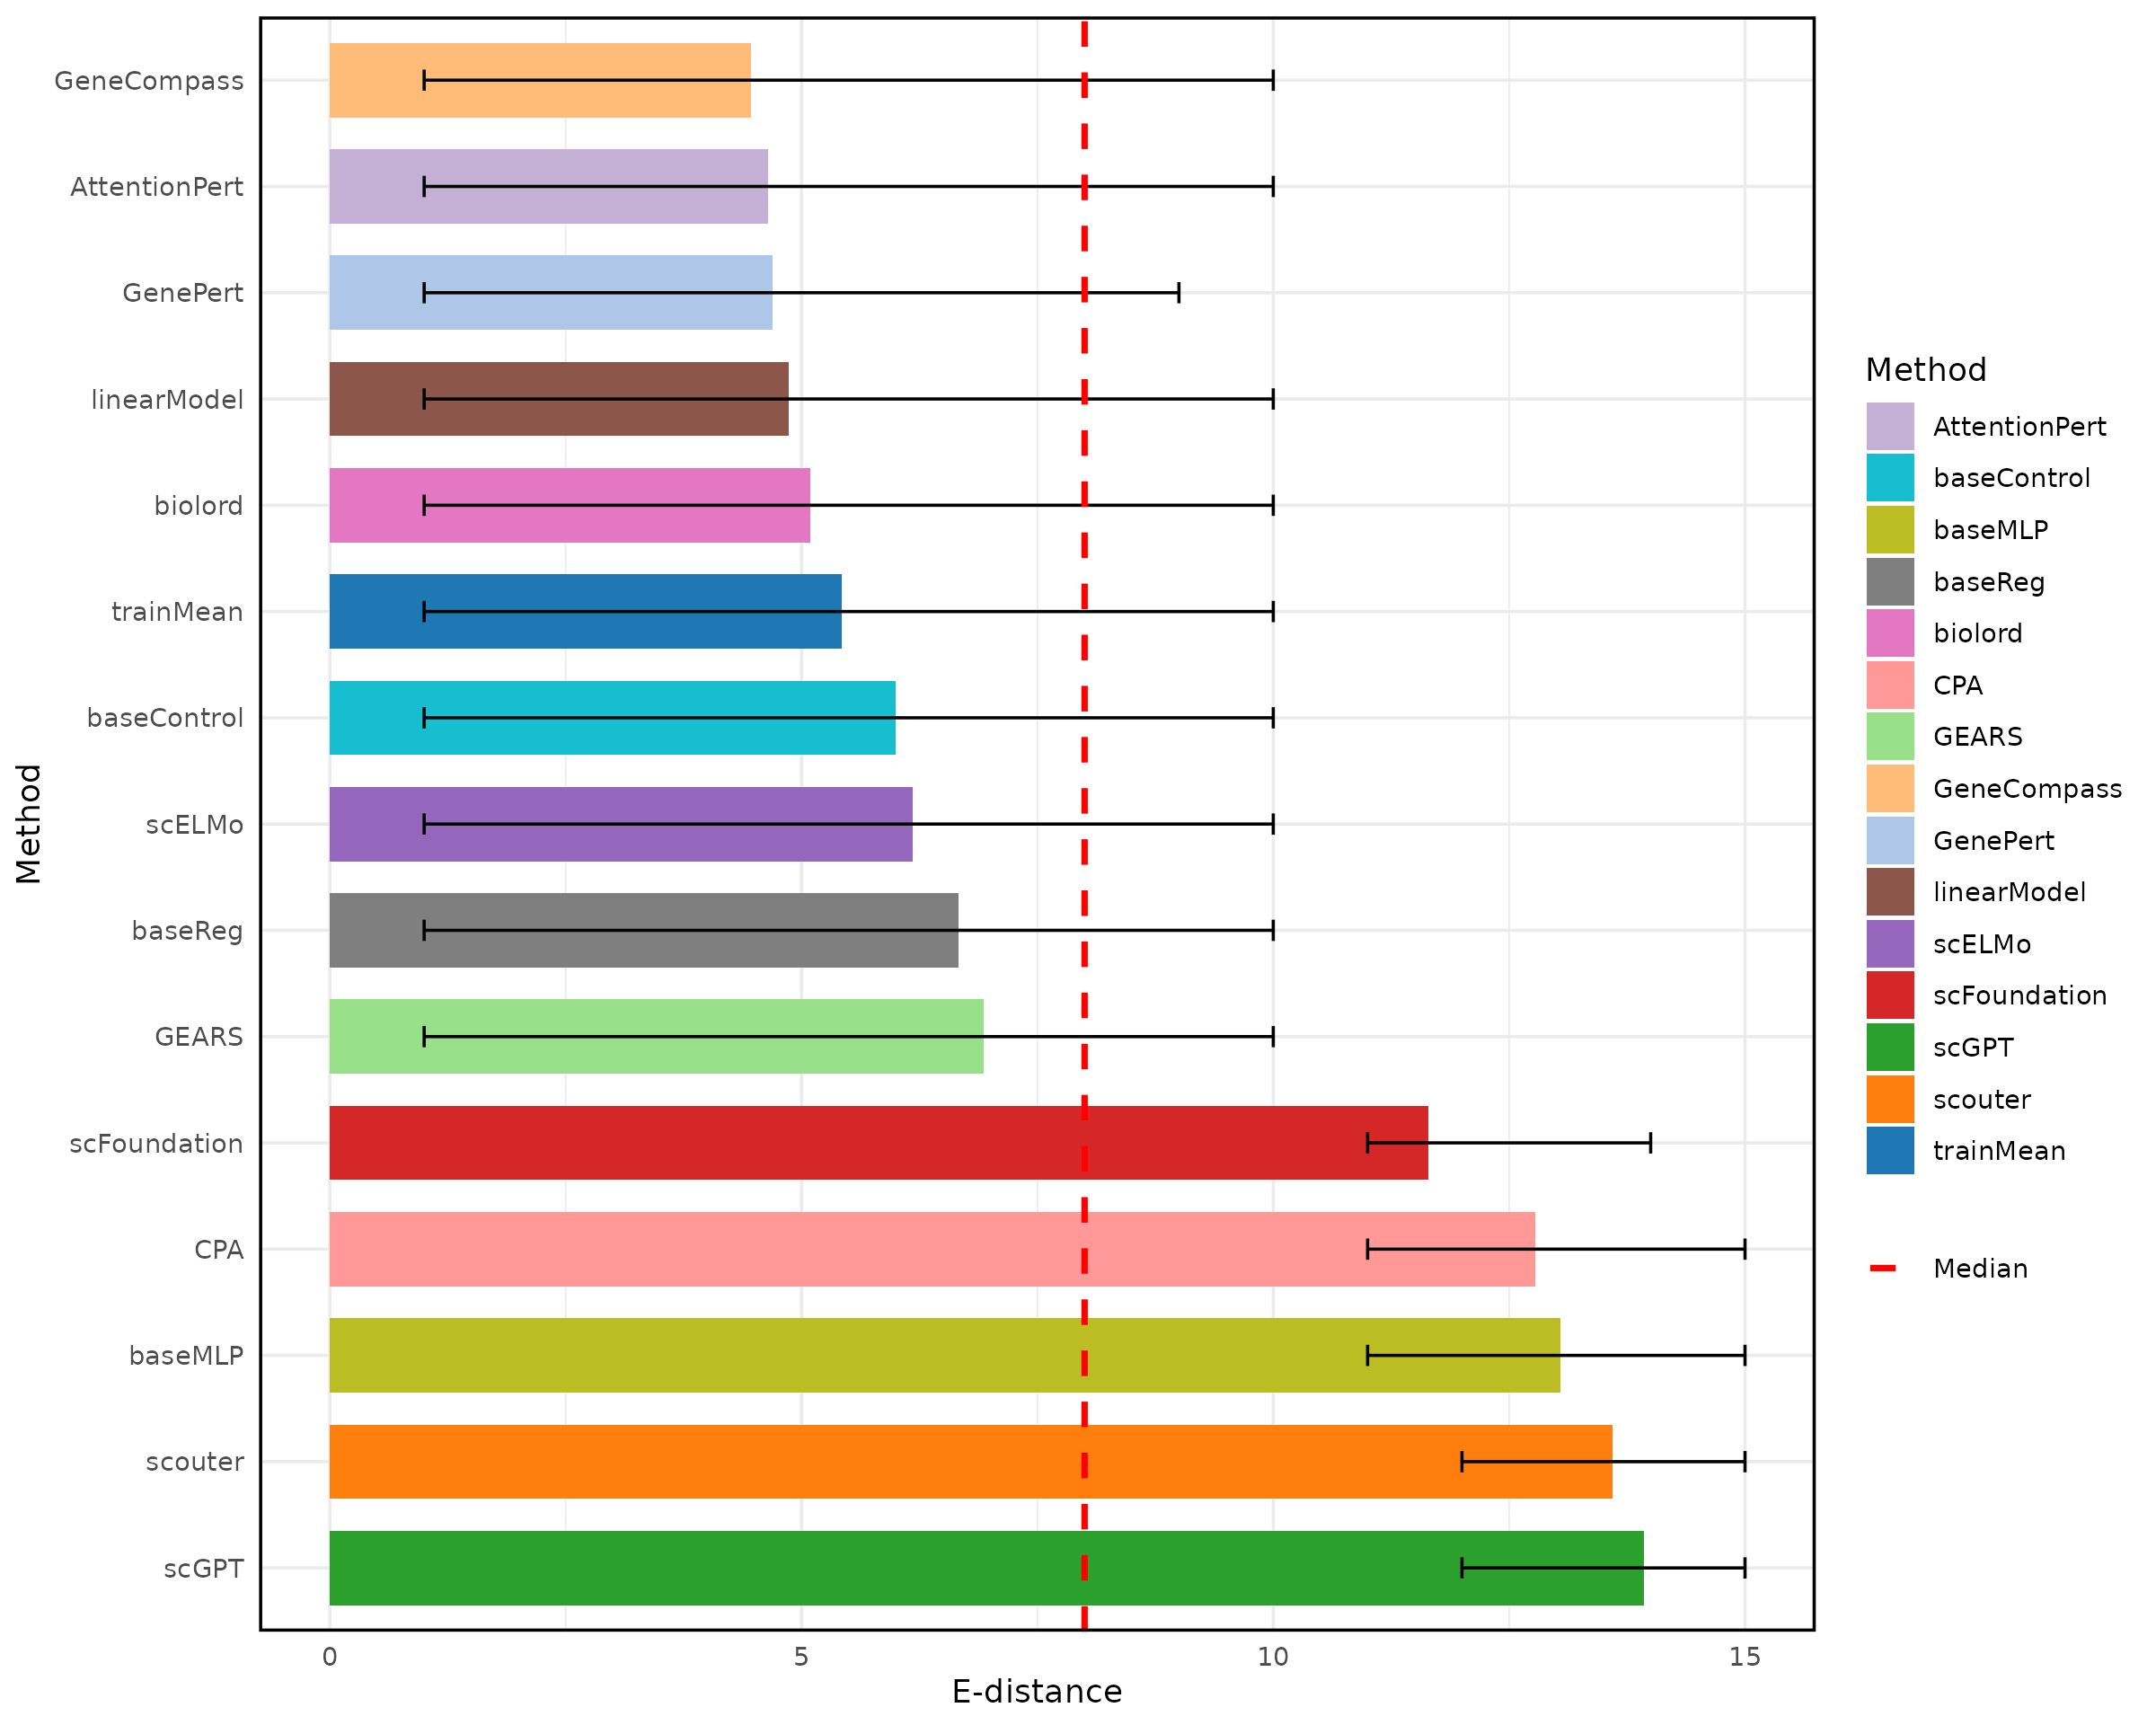 GeneCompass
AttentionPert
GenePert
linearModel
biolord
trainMean
baseControl
scELMo
baseReg
GEARS
scFoundation
CPA
baseMLP
scouter
scGPT
Method
0 5 10 15
E-distance
Method
AttentionPert
baseControl
baseMLP
baseReg
biolord
CPA
GEARS
GeneCompass
GenePert
linearModel
scELMo
scFoundation
scGPT
scouter
trainMean
Median